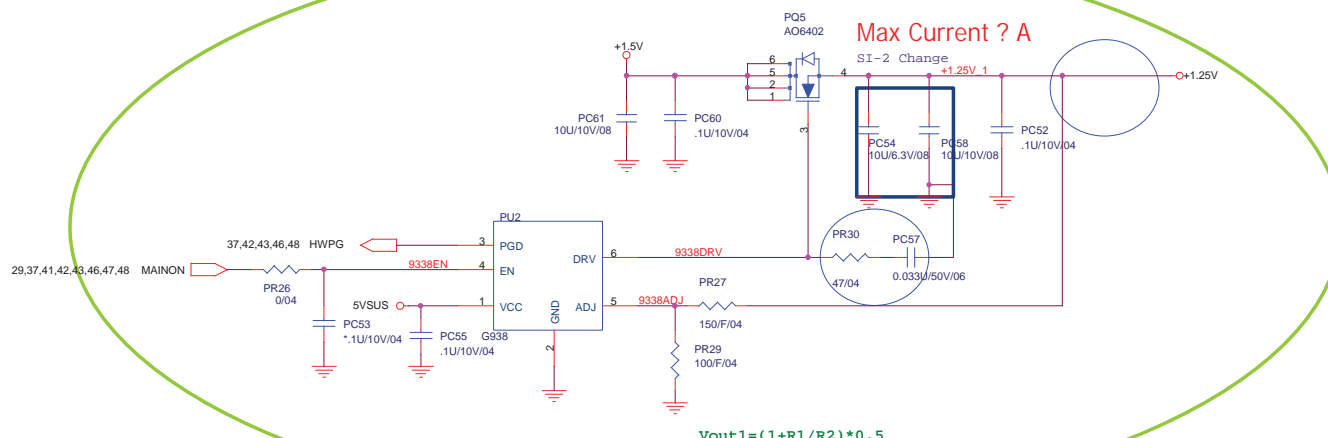 PQ5
AO6402
Max Current ? A
SI-2 Change
+1.5V
6
5
2
1
4
3
+1.25V_1
+1.25V
PC61
10U/10V/08
PC60
.1U/10V/04
PC54
10U/6.3V/08
PC58
10U/10V/08
PC52
.1U/10V/04
PU2
37,42,43,46,48 HWPG
3
PGD
DRV
6
9338DRV
PR30
47/04
PC57
0.033U/50V/06
29,37,41,42,43,46,47,48 MAINON
PR26
0/04
9338EN
4
EN
5VSUS
1
VCC
GND
2
ADJ
5
9338ADJ
PR27
150/F/04
G938
PC53
*.1U/10V/04
PC55
.1U/10V/04
PR29
100/F/04
Vout1=(1+R1/R2)*0.5